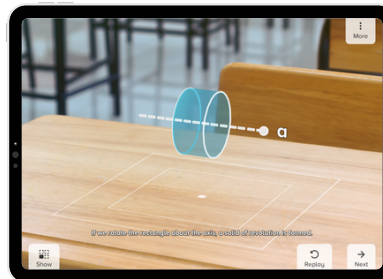 More
a
If we rotate the rectangle about the axis, a solid of revolution is formed.
Show
Replay
Next